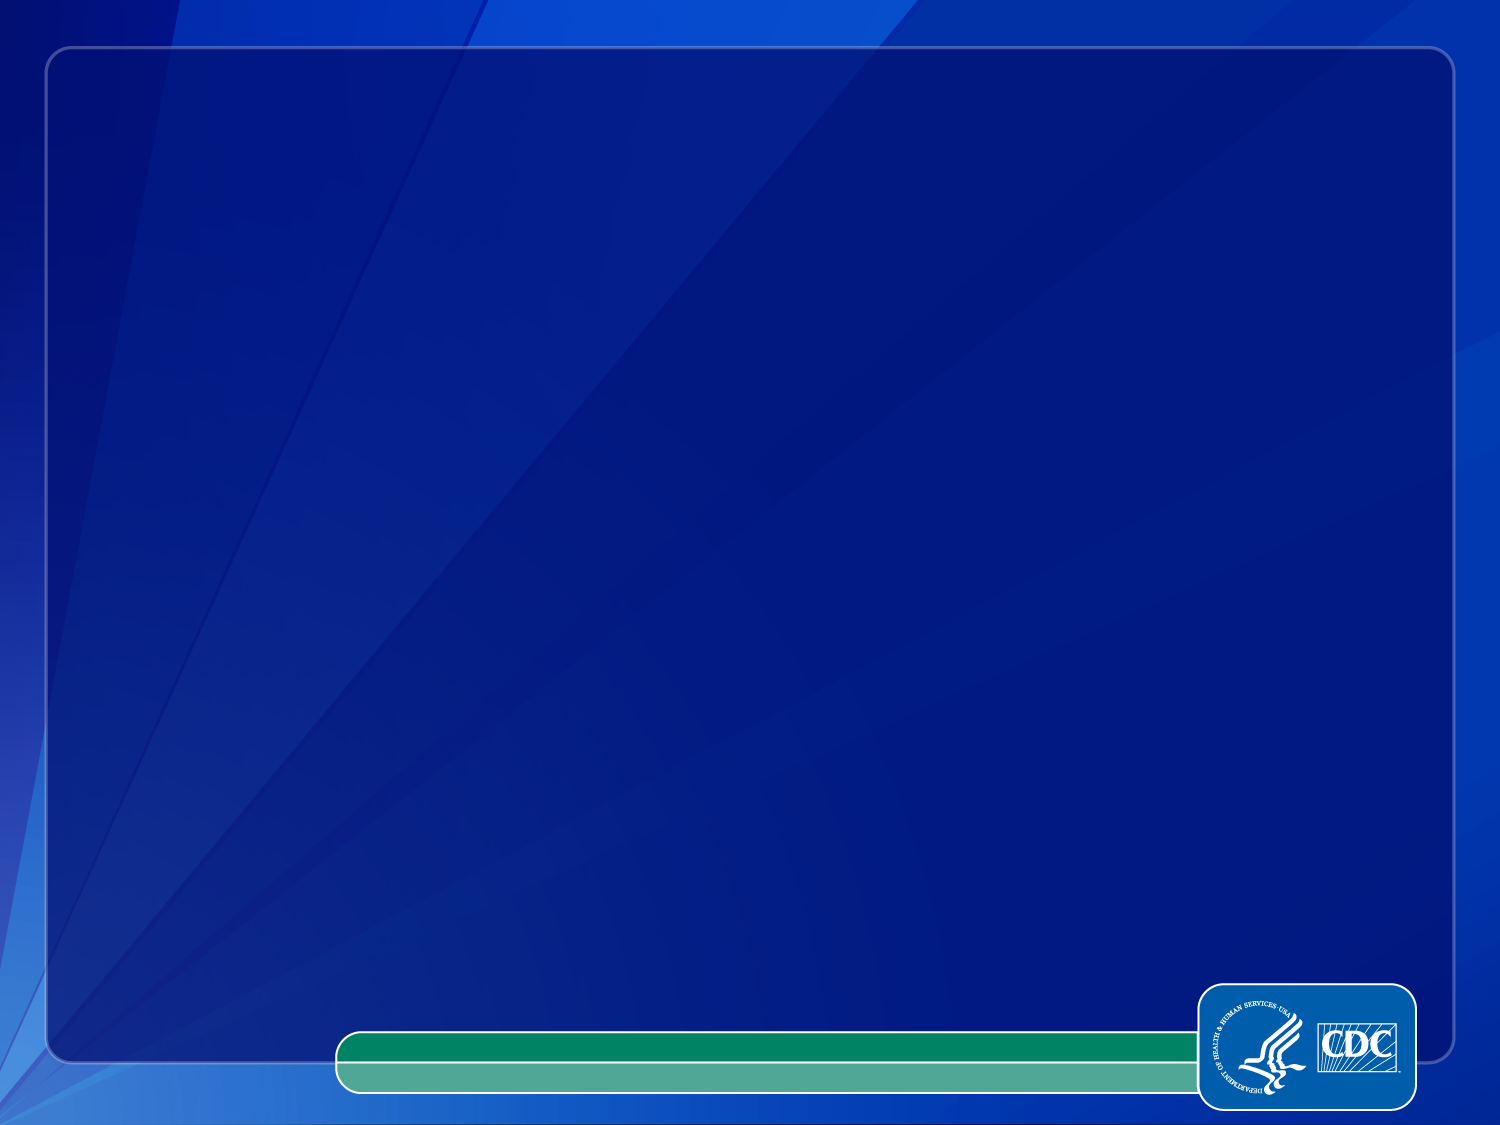 DEPARTMENT OF HEALTH & HUMAN SERVICES · USA
CDC